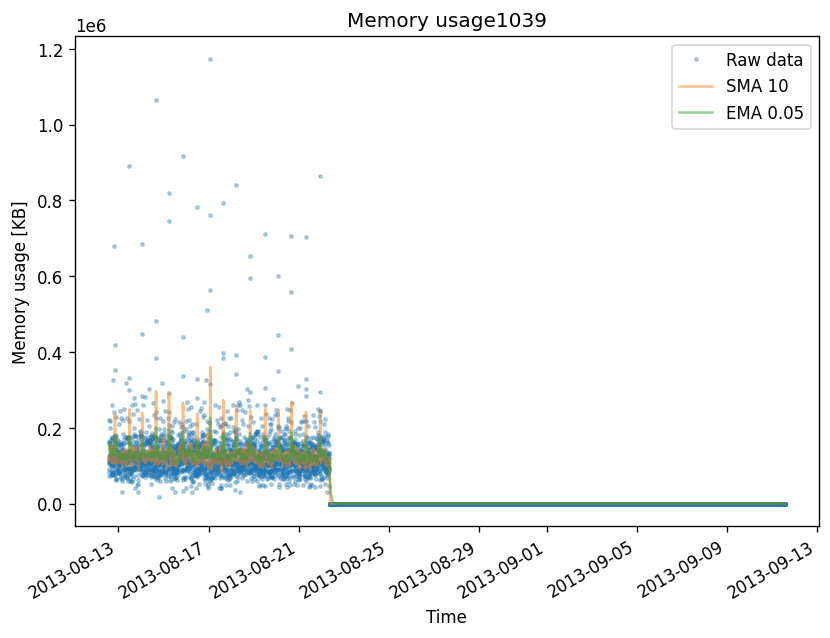 Memory usage1039
1e6
Raw data
SMA 10
EMA 0.05
1.2
1.0
0.8
0.6
0.4
0.2
0.0
Memory usage [KB]
2013-08-13
2013-08-17
2013-08-21
2013-08-25
2013-08-29
2013-09-01
2013-09-05
2013-09-09
2013-09-13
Time